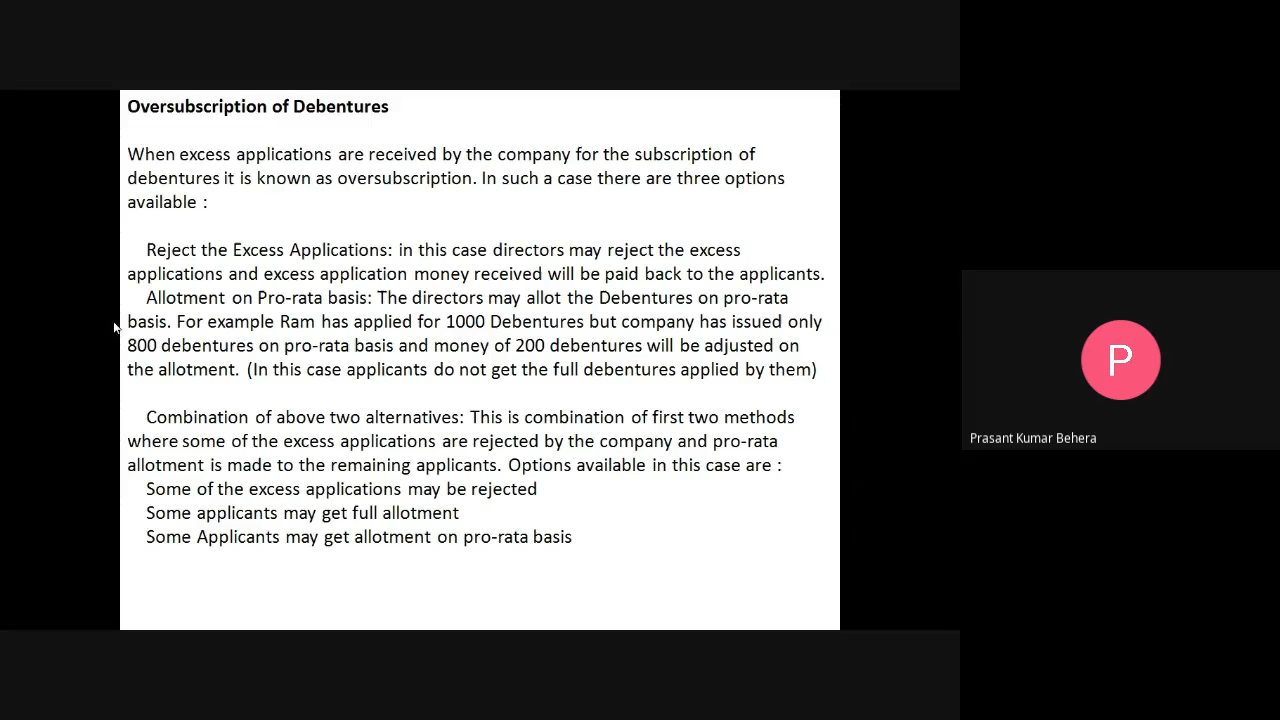 Oversubscription of Debentures
When excess applications are received by the company for the subscription of
debentures it is known as oversubscription. In such a case there are three options
available :
Reject the Excess Applications: in this case directors may reject the excess
applications and excess application money received will be paid back to the applicants.
Allotment on Pro-rata basis: The directors may allot the Debentures on pro-rata
basis. For example Ram has applied for 1000 Debentures but company has issued only
800 debentures on pro-rata basis and money of 200 debentures will be adjusted on
the allotment. (In this case applicants do not get the full debentures applied by them)
Combination of above two alternatives: This is combination of first two methods
where some of the excess applications are rejected by the company and pro-rata
allotment is made to the remaining applicants. Options available in this case are :
Some of the excess applications may be rejected
Some applicants may get full allotment
Some Applicants may get allotment on pro-rata basis
P
Prasant Kumar Behera